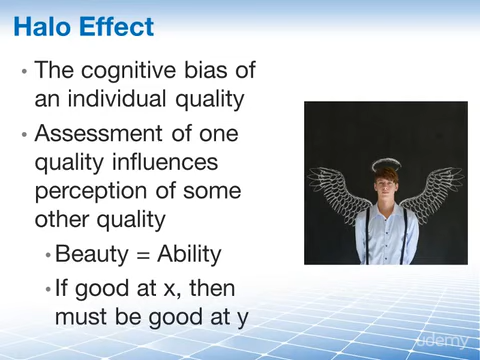 Halo Effect
• The cognitive bias of
an individual quality
• Assessment of one
quality influences
perception of some
other quality
• Beauty = Ability
• If good at x, then
must be good at y
udemy